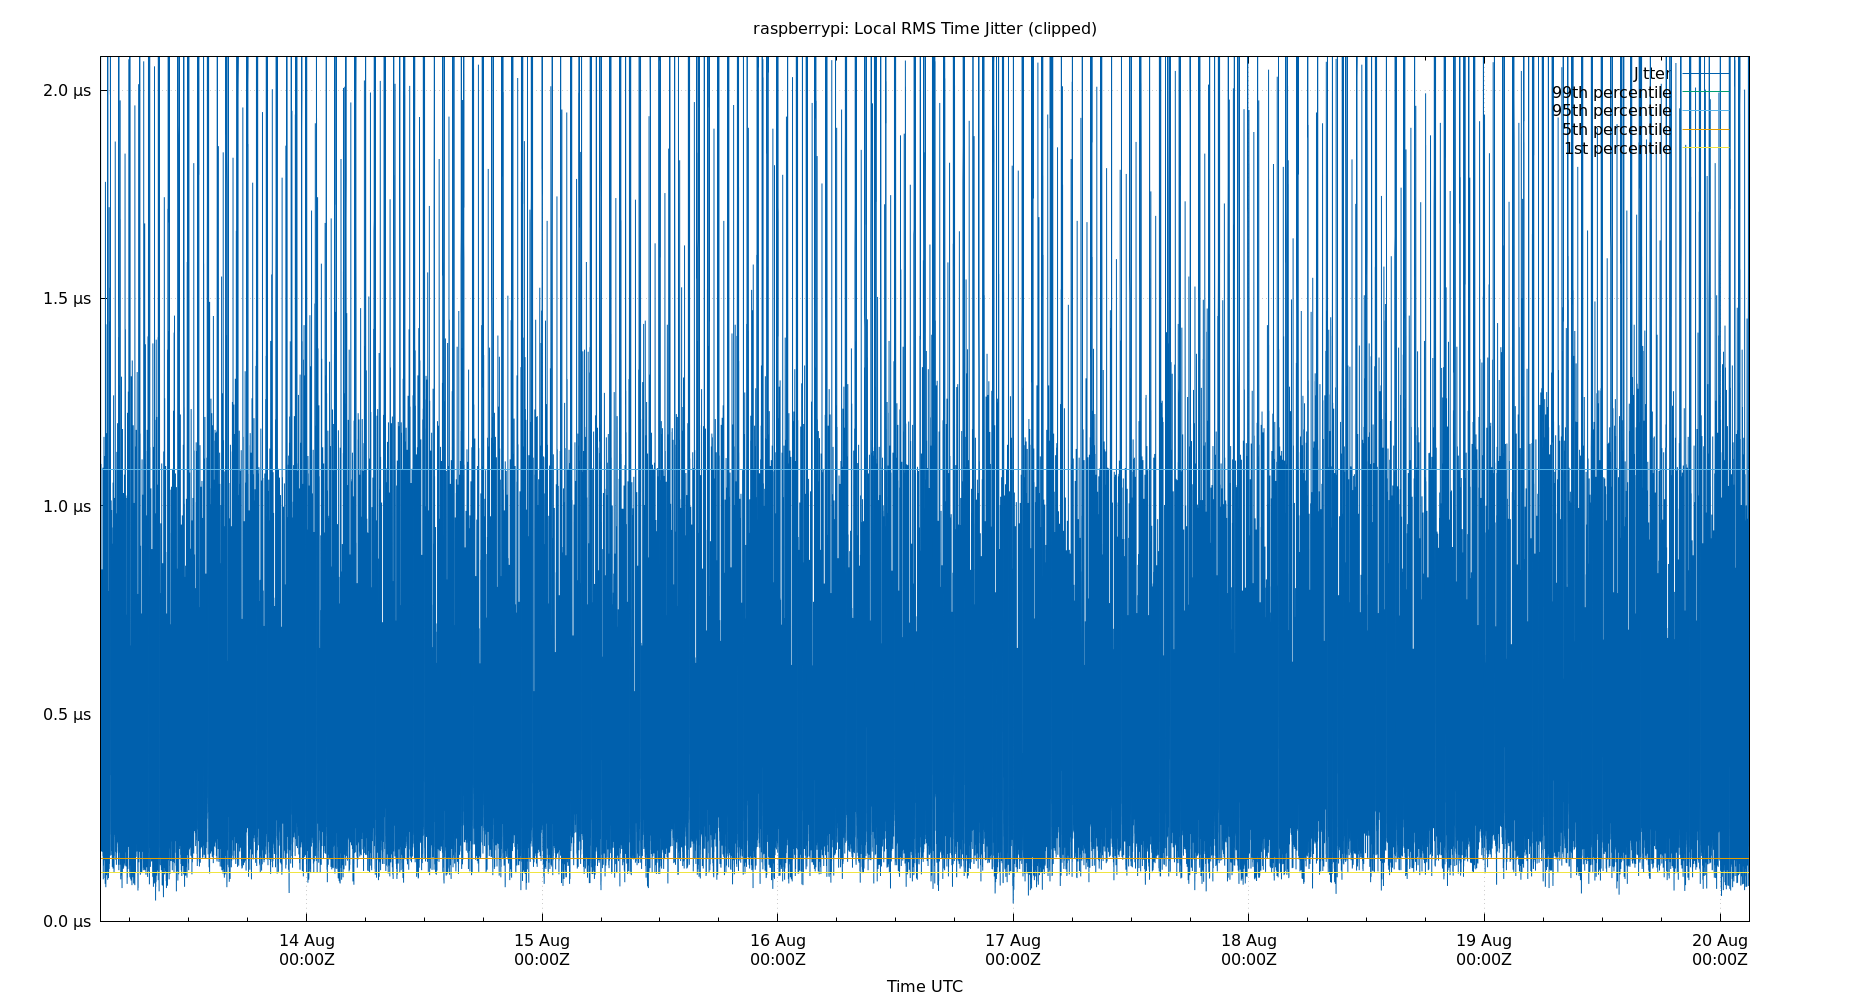 raspberrypi: Local RMS Time Jitter (clipped)
2.0 µs
1.5 µs
1.0 µs
0.5 µs
0.0 µs
Jitter
99th percentile
95th percentile
5th percentile
1st percentile
14 Aug
00:00Z
15 Aug
00:00Z
16 Aug
00:00Z
17 Aug
00:00Z
18 Aug
00:00Z
19 Aug
00:00Z
20 Aug
00:00Z
Time UTC